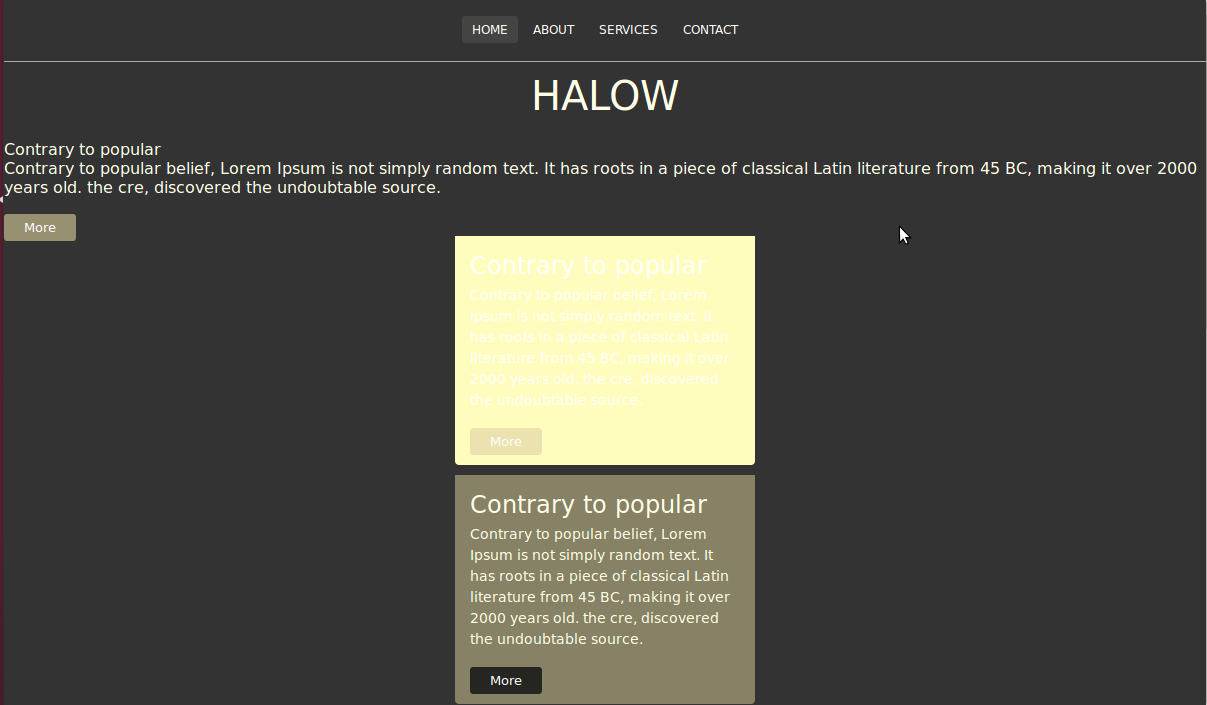 HOME ABOUT SERVICES CONTACT
HALOW
Contrary to popular
Contrary to popular belief, Lorem Ipsum is not simply random text. It has roots in a piece of classical Latin literature from 45 BC, making it over 2000
years old. the cre, discovered the undoubtable source.
More
Contrary to popular
Contrary to popular belief, Lorem
Ipsum is not simply random text. It
has roots in a piece of classical Latin
literature from 45 BC, making it over
2000 years old. the cre, discovered
the undoubtable source.
More
Contrary to popular
Contrary to popular belief, Lorem
Ipsum is not simply random text. It
has roots in a piece of classical Latin
literature from 45 BC, making it over
2000 years old. the cre, discovered
the undoubtable source.
More